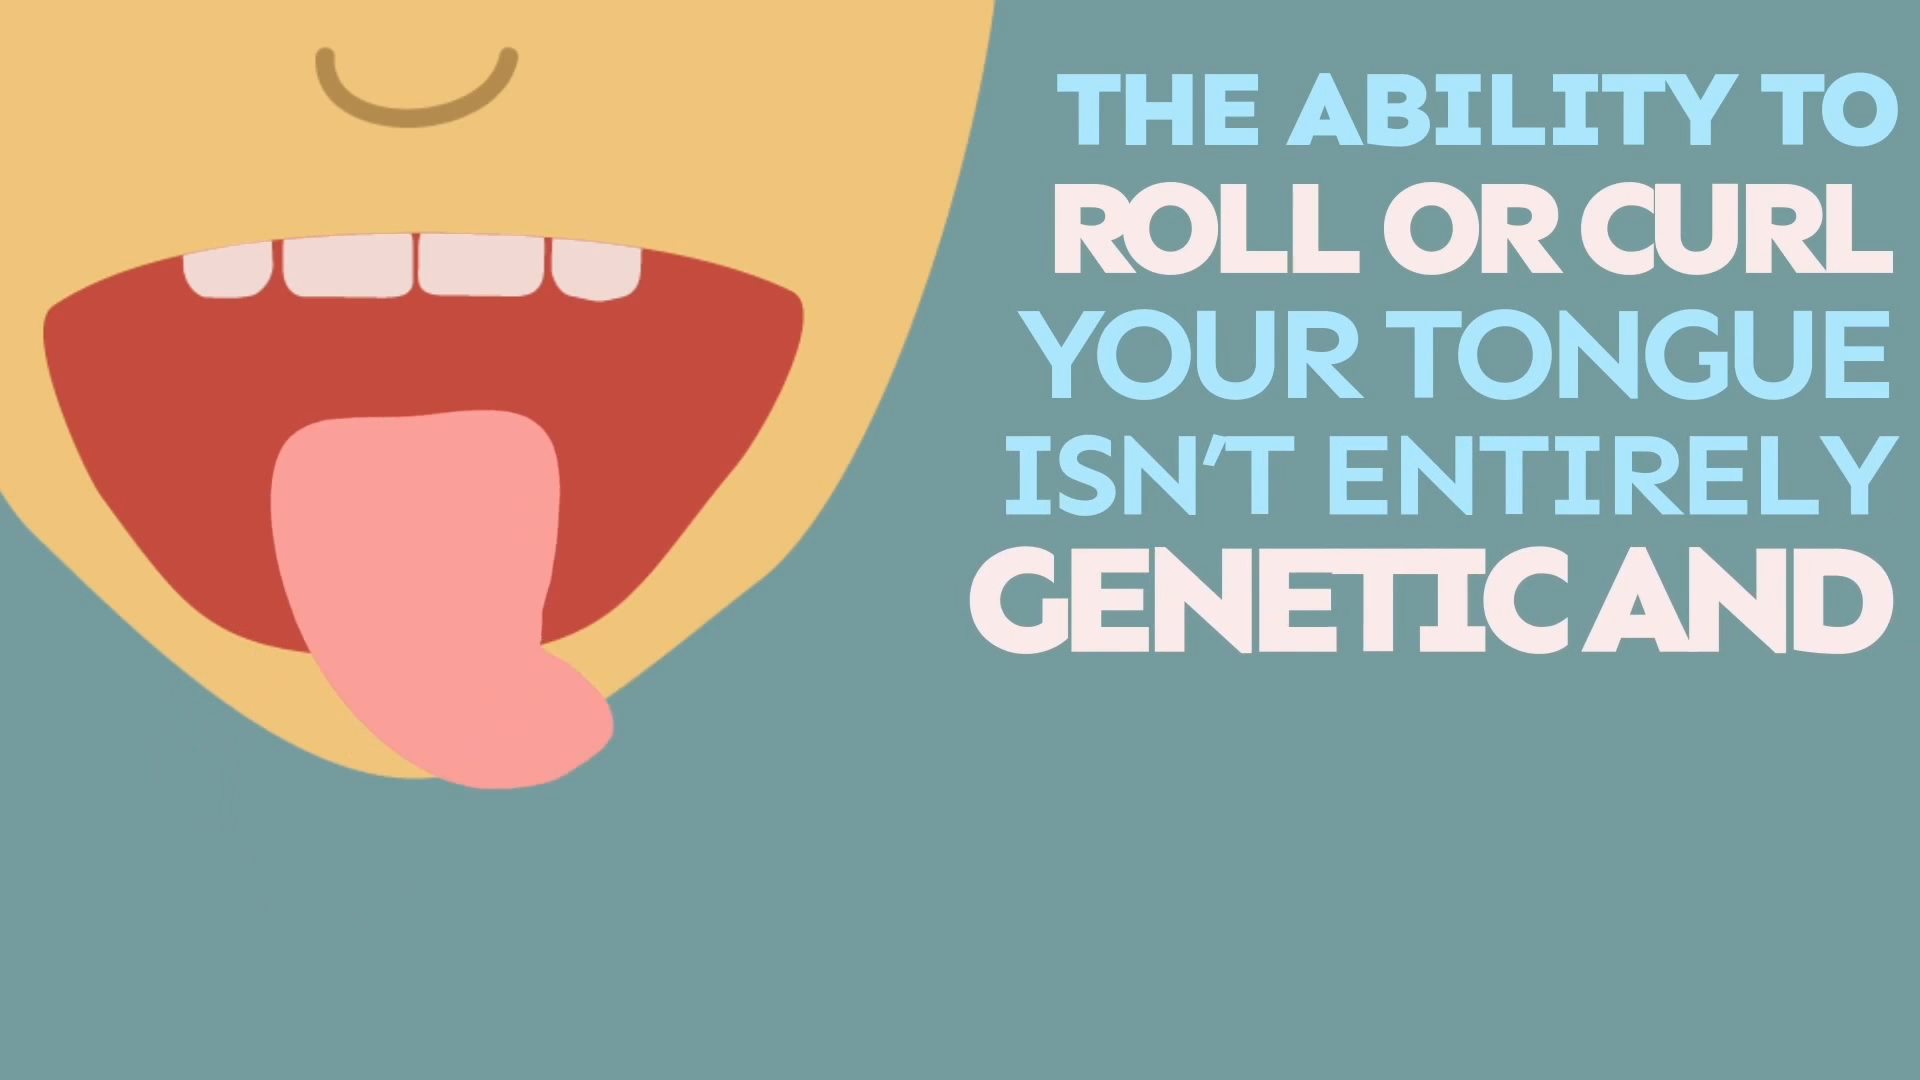 THE ABILITY TO
ROLL OR CURL
YOUR TONGUE
ISN'T ENTIRELY
GENETIC AND